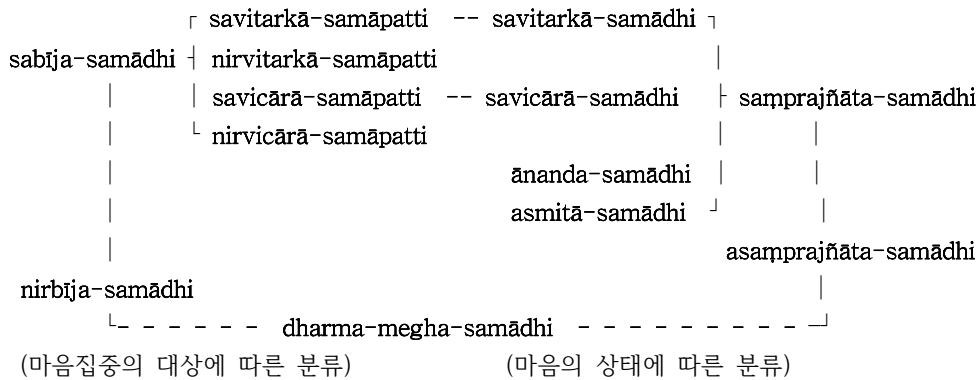 ┌ savitarkā-samāpatti -- savitarkā-samādhi ┐
sabīja-samādhi ┤ nirvitarkā-samāpatti │
│ │ savicārā-samāpatti -- savicārā-samādhi ├ saṃprajñāta-samādhi
│ └ nirvicārā-samāpatti │ │
│ ānanda-samādhi │ │
│ asmitā-samādhi ┘ │
│ asaṃprajñāta-samādhi
nirbīja-samādhi │
└- - - - - - - dharma-megha-samādhi - - - - - - - - - ─┘
(마음집중의 대상에 따른 분류) (마음의 상태에 따른 분류)